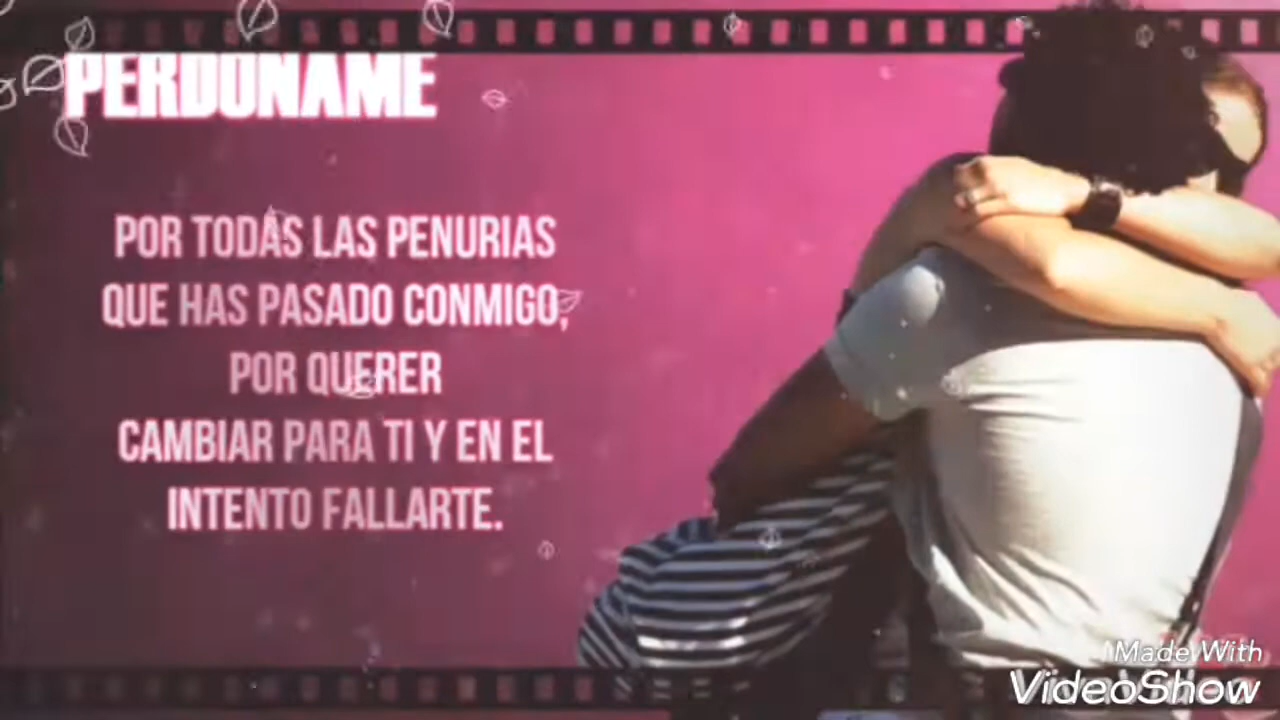 PERDONAME
POR TODAS LAS PENURIAS
QUE HAS PASADO CONMIGO,
POR QUERER
CAMBIAR PARA TI Y EN EL
INTENTO FALLARTE.
Made With
VideoShow